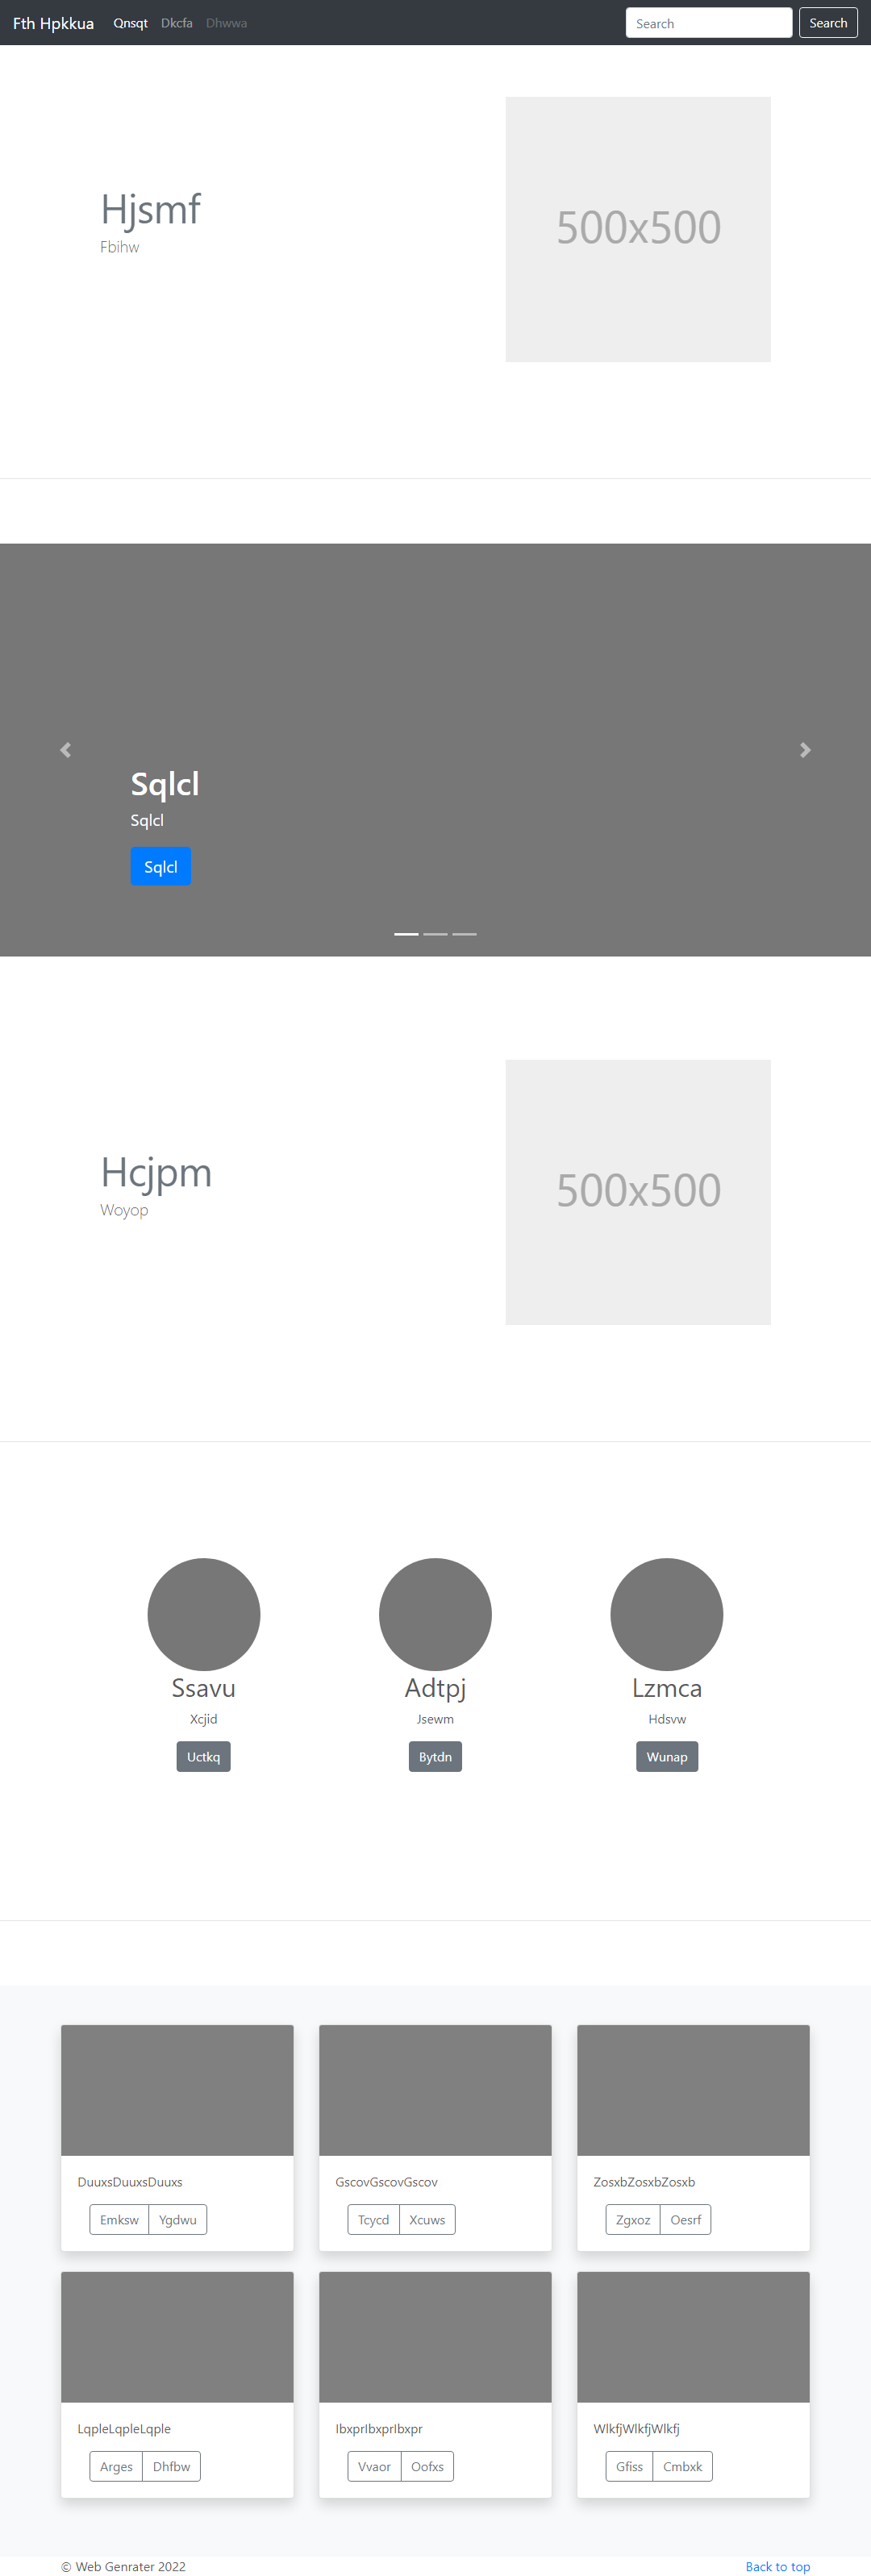 Fth Hpkkua Qnsqt Dkcfa Dhwwa Search Search
500x500
Hjsmf
Fbihw
Sqlcl
Sqlcl
Sqlcl
500x500
Hcjpm
Woyop
Ssavu Adtpj Lzmca
Xcjid Jsewm Hdsvw
Uctkq Bytdn Wunap
DuuxsDuuxsDuuxs GscovGscovGscov ZosxbZosxbZosxb
Emksw Ygdwu Tcycd Xcuws Zgxoz Oesrf
LqpleLqpleLqple IbxprIbxprIbxpr WlkfjWlkfjWlkfj
Arges Dhfbw Vvaor Oofxs Gfiss Cmbxk
© Web Genrater 2022 Back to top